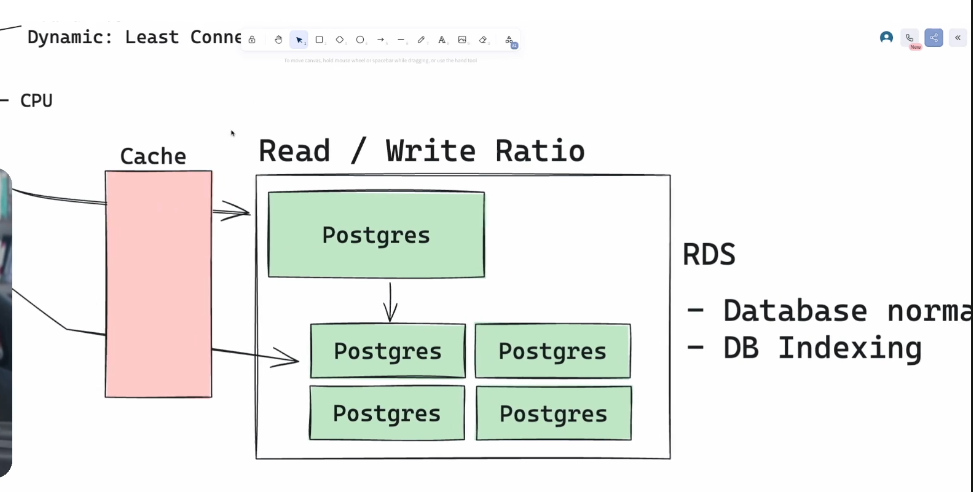 Dynamic: Least Conne
To move canvas, hold mouse wheel or spacebar while dragging, or use the hand tool
New
– CPU
Cache
Read / Write Ratio
Postgres
RDS
– Database norma
– DB Indexing
Postgres
Postgres
Postgres
Postgres